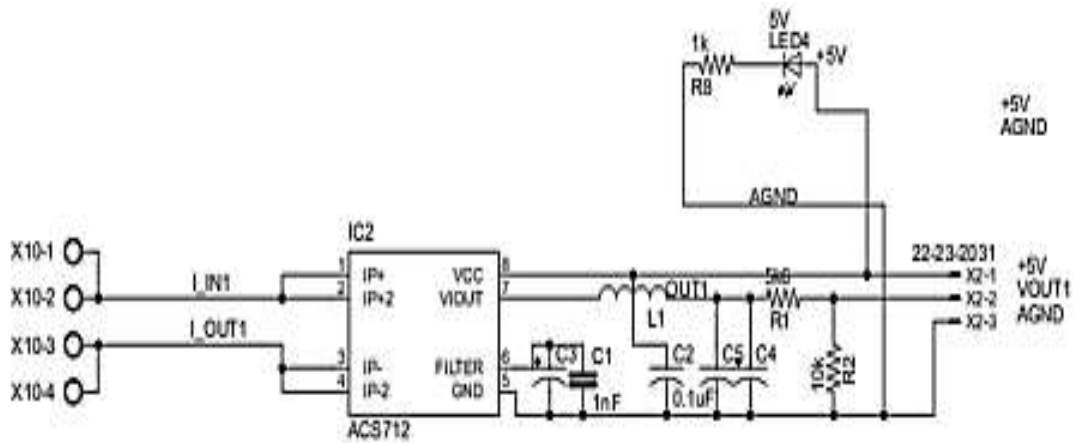 5V
LED4
1k
+5V
R8
+5V
AGND
AGND
IC2
X10-1
1
IP+
VCC
8
22-23-2031
X2-1
+5V
X10-2
I_IN1
2
IP+2
VIOUT
7
OUT1
L1
R1
X2-2
VOUT1
X2-3
AGND
I_OUT1
X10-3
3
IP-
FILTER
6
C3
C1
C2
C5
C4
10k
R2
X10-4
4
IP-2
GND
5
1nF
0.1uF
ACS712